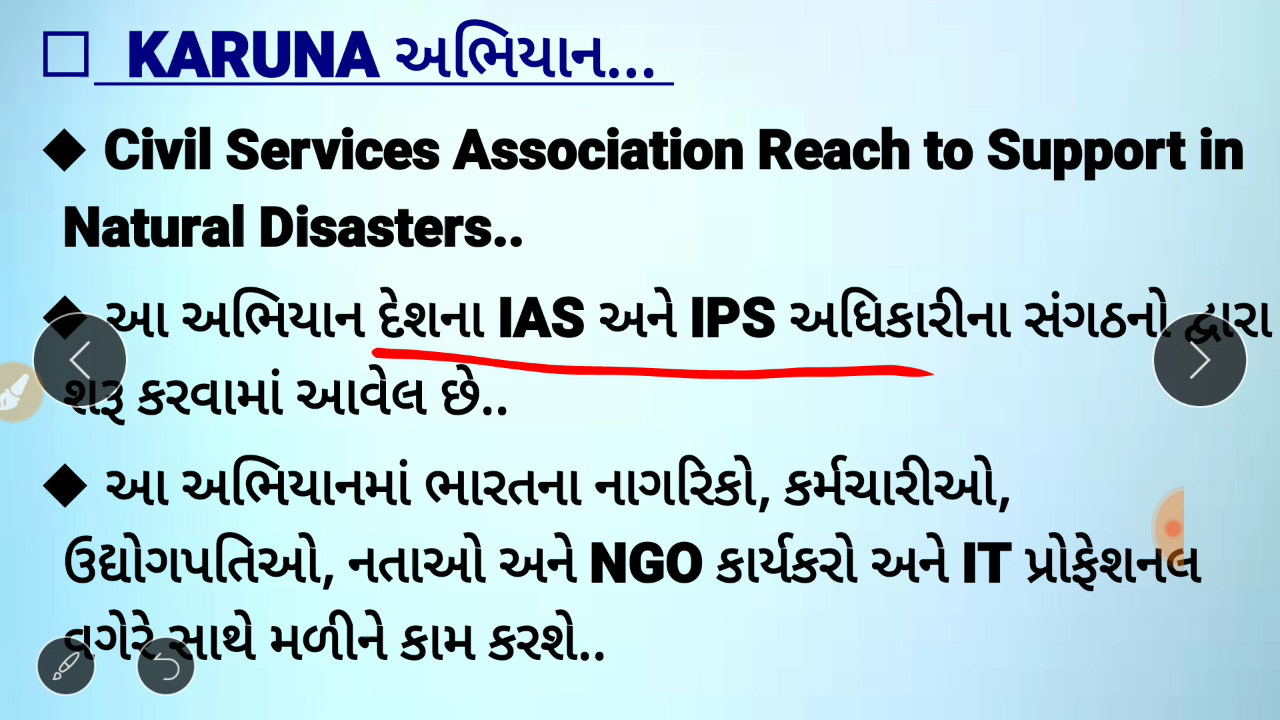 □ KARUNA અભિયાન...
◆ Civil Services Association Reach to Support in
Natural Disasters..
◆ આ અભિયાન દેશના IAS અને IPS અધિકારીના સંગઠનો દ્વારા
શરૂ કરવામાં આવેલ છે..
◆ આ અભિયાનમાં ભારતના નાગરિકો, કર્મચારીઓ,
ઉદ્યોગપતિઓ, નતાઓ અને NGO કાર્યકરો અને IT પ્રોફેશનલ
વગેરે સાથે મળીને કામ કરશે..